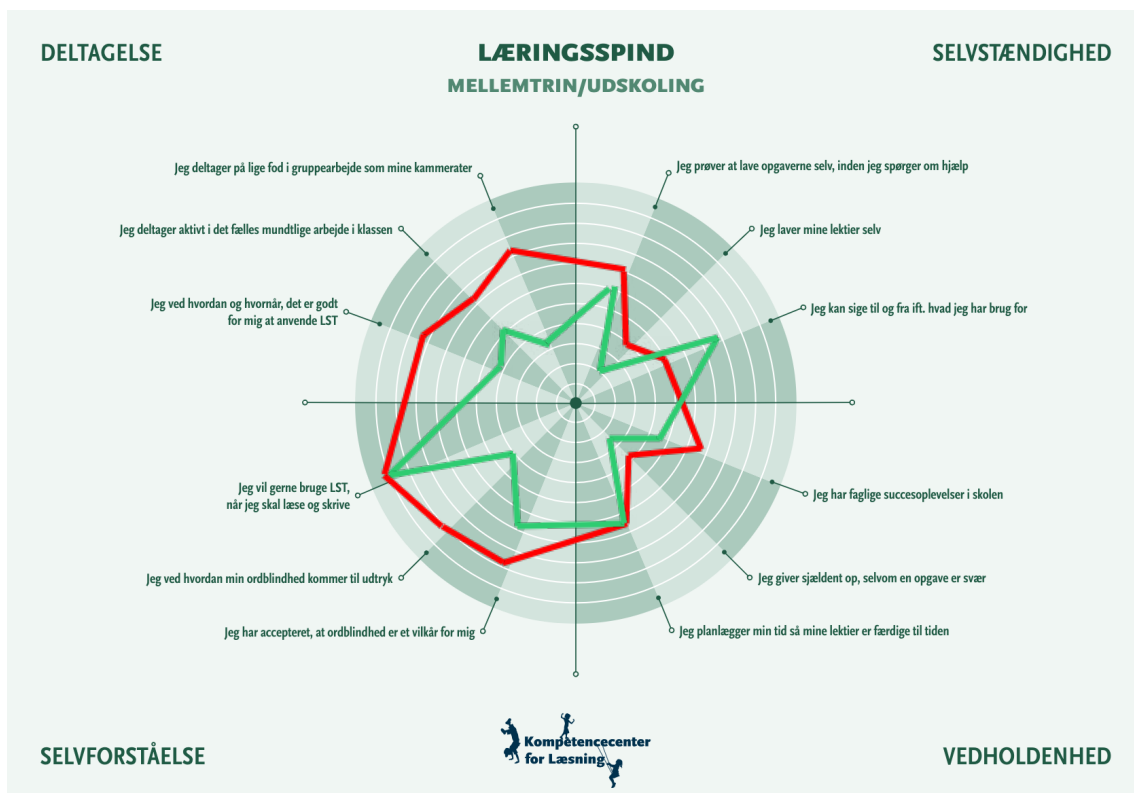 DELTAGELSE
LÆRINGSSPIND
SELVSTÆNDIGHED
MELLEMTRIN/UDSKOLING
Jeg deltager på lige fod i gruppearbejde som mine kammerater
Jeg prøver at lave opgaverne selv, inden jeg spørger om hjælp
Jeg deltager aktivt i det fælles mundtlige arbejde i klassen
Jeg laver mine lektier selv
Jeg ved hvordan og hvornår, det er godt
for mig at anvende LST
Jeg kan sige til og fra ift. hvad jeg har brug for
Jeg vil gerne bruge LST,
når jeg skal læse og skrive
Jeg har faglige succesoplevelser i skolen
Jeg ved hvordan min ordblindhed kommer til udtryk
Jeg giver sjældent op, selvom en opgave er svær
Jeg har accepteret, at ordblindhed er et vilkår for mig
Jeg planlægger min tid så mine lektier er færdige til tiden
SELVFORSTÅELSE
Kompetencecenter
for Læsning
VEDHOLDENHED